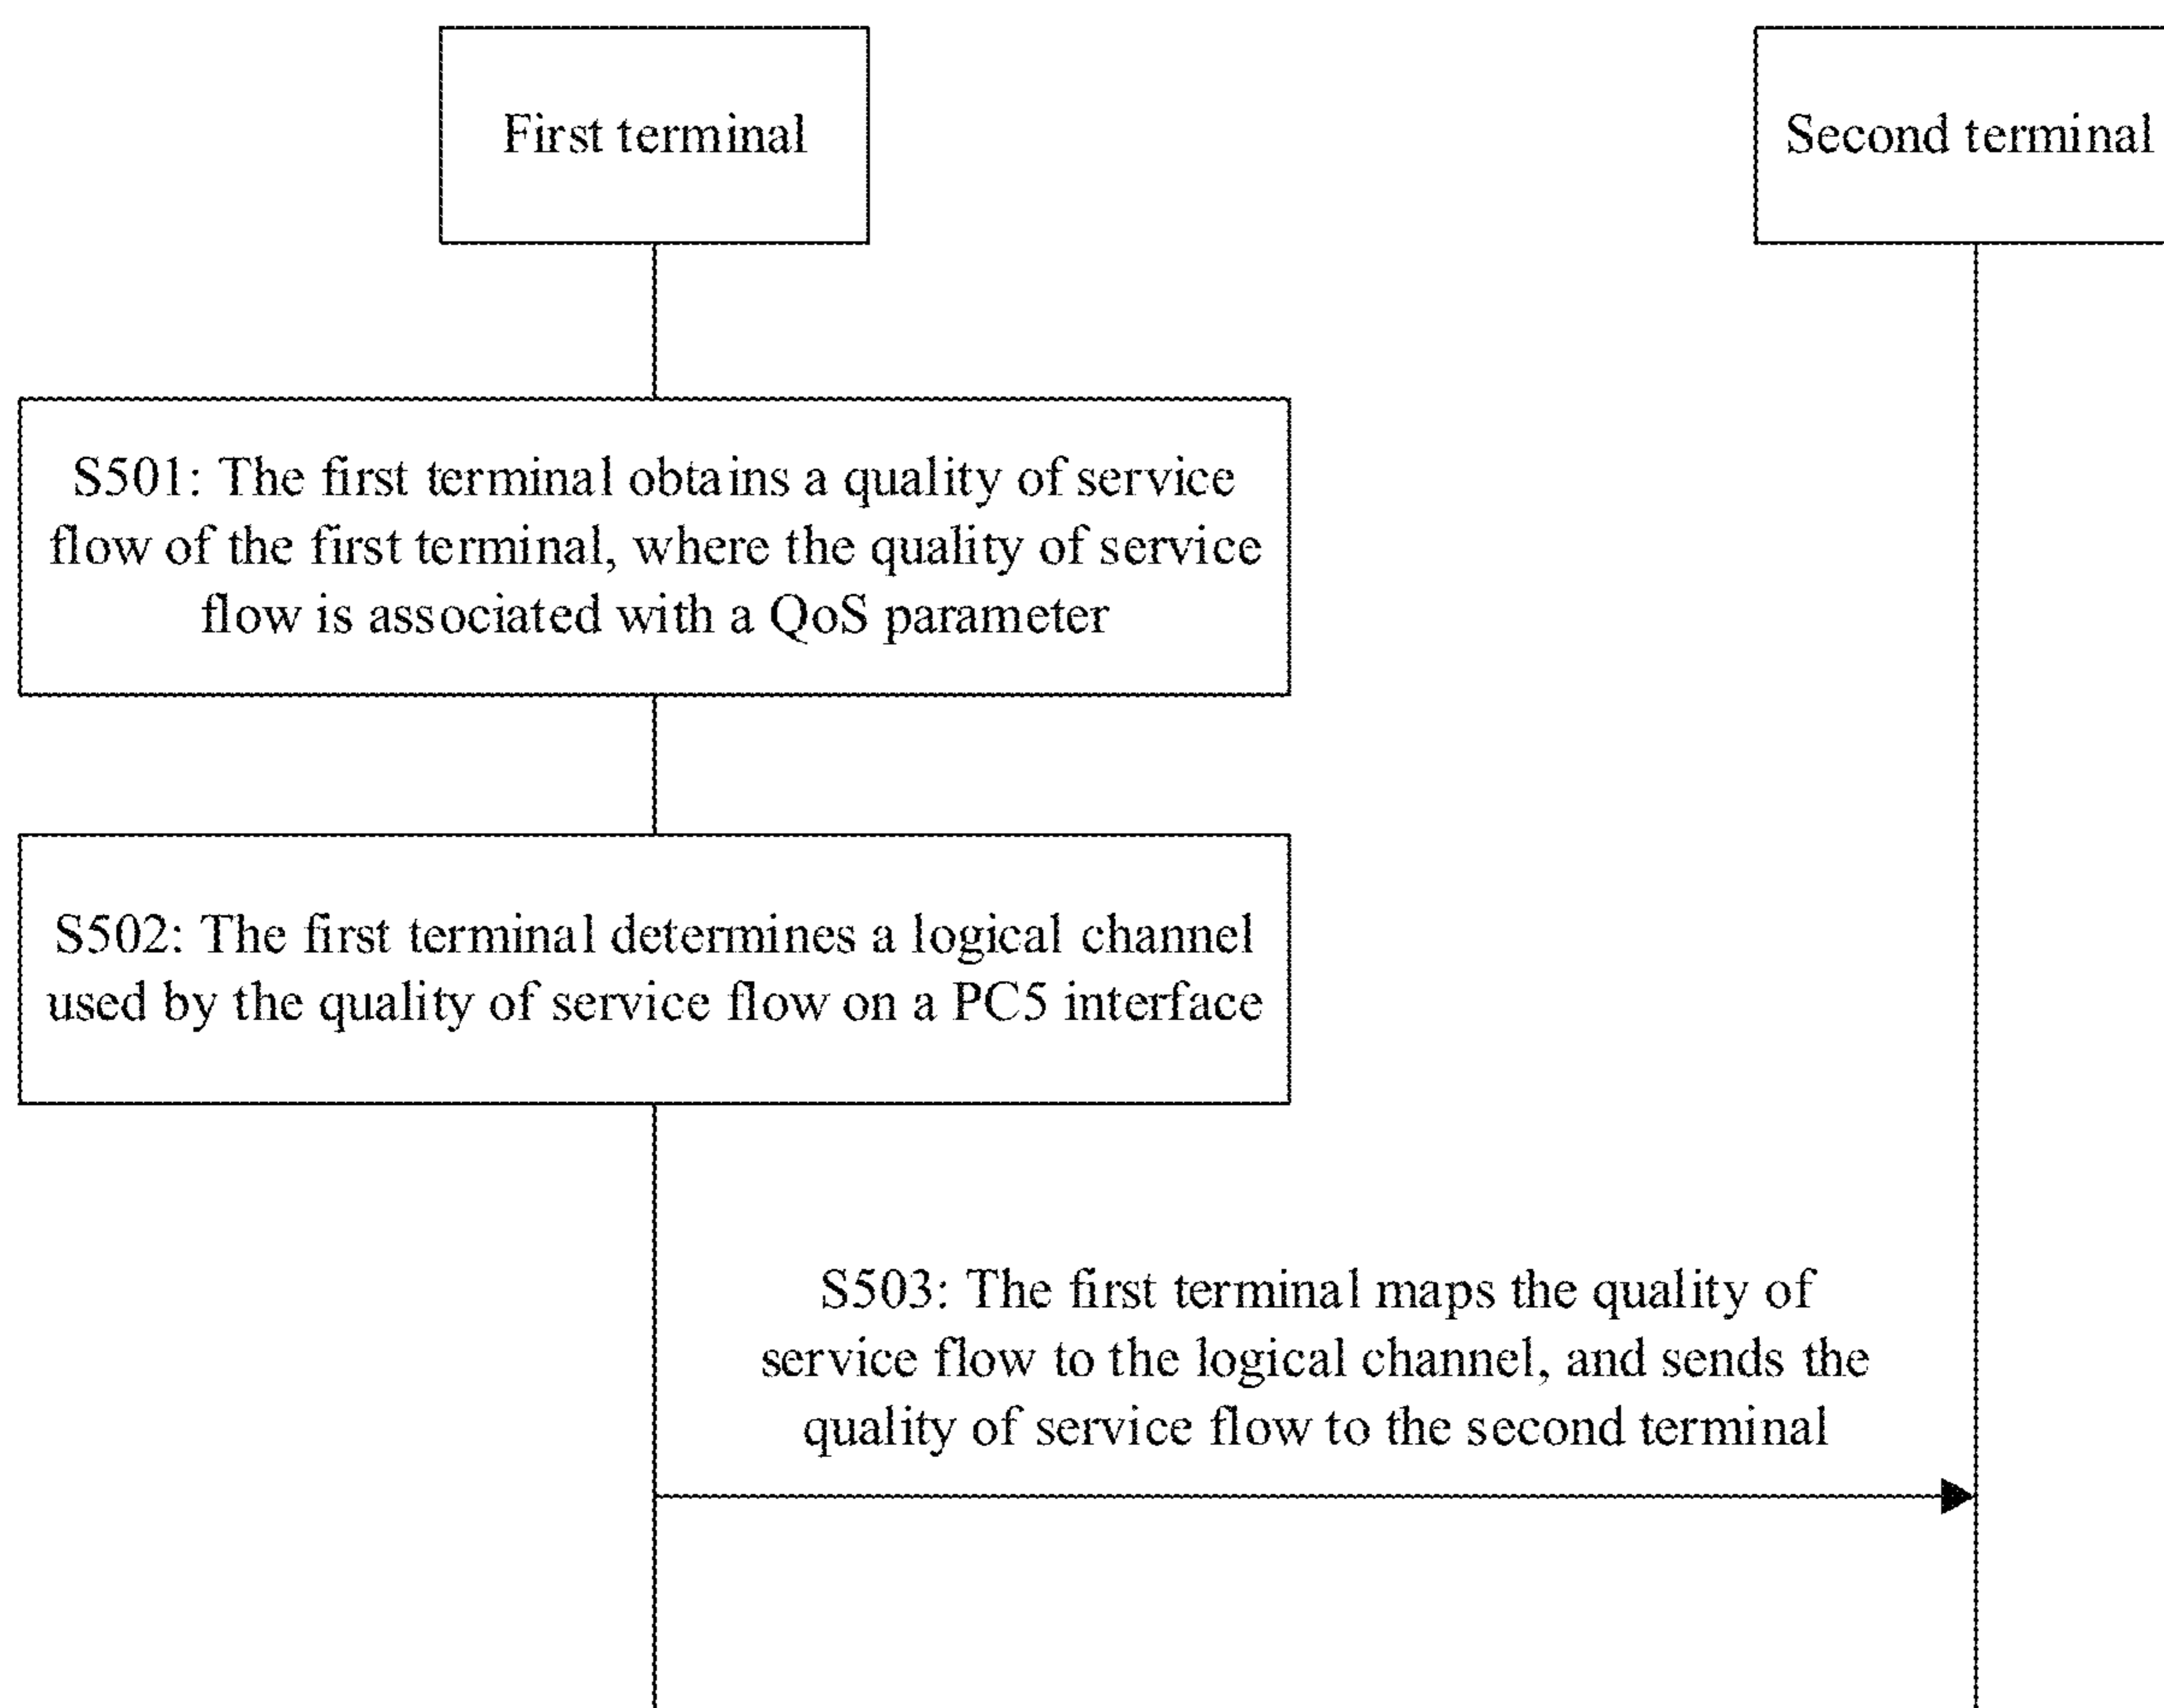 First terminal
Second terminal
S501: The first terminal obtains a quality of service
flow of the first terminal, where the quality of service
flow is associated with a QoS parameter
S502: The first terminal determines a logical channel
used by the quality of service flow on a PC5 interface
S503: The first terminal maps the quality of
service flow to the logical channel, and sends the
quality of service flow to the second terminal